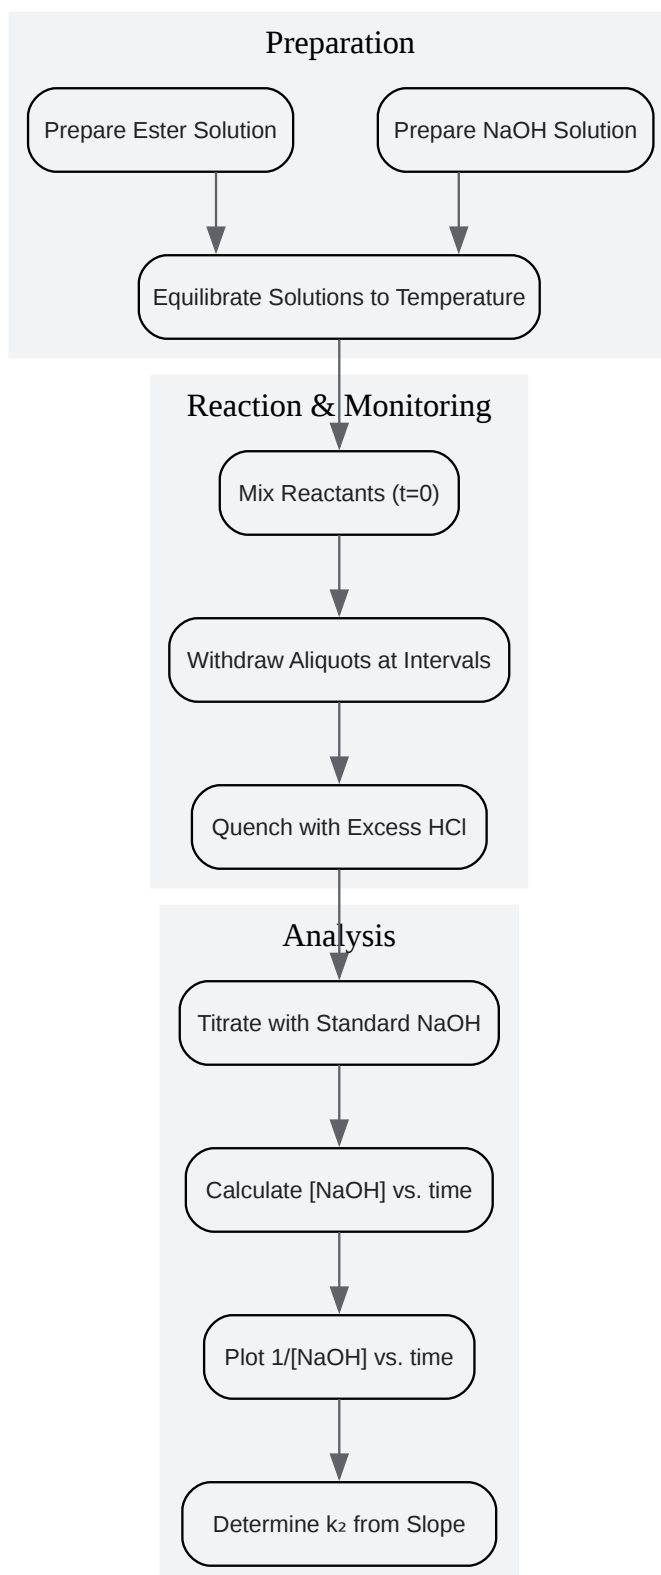 Preparation
Prepare Ester Solution
Prepare NaOH Solution
Equilibrate Solutions to Temperature
Reaction & Monitoring
Mix Reactants (t=0)
Withdraw Aliquots at Intervals
Quench with Excess HCl
Analysis
Titrate with Standard NaOH
Calculate [NaOH] vs. time
Plot 1/[NaOH] vs. time
Determine k₂ from Slope